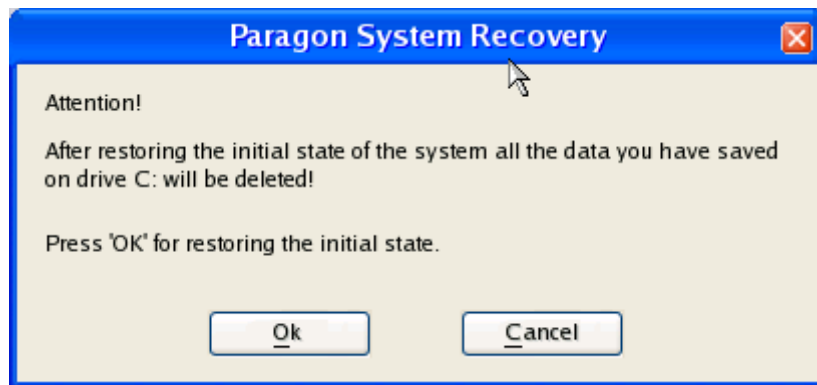 Paragon System Recovery
Attention!
After restoring the initial state of the system all the data you have saved
on drive C: will be deleted!
Press 'OK' for restoring the initial state.
Ok Cancel